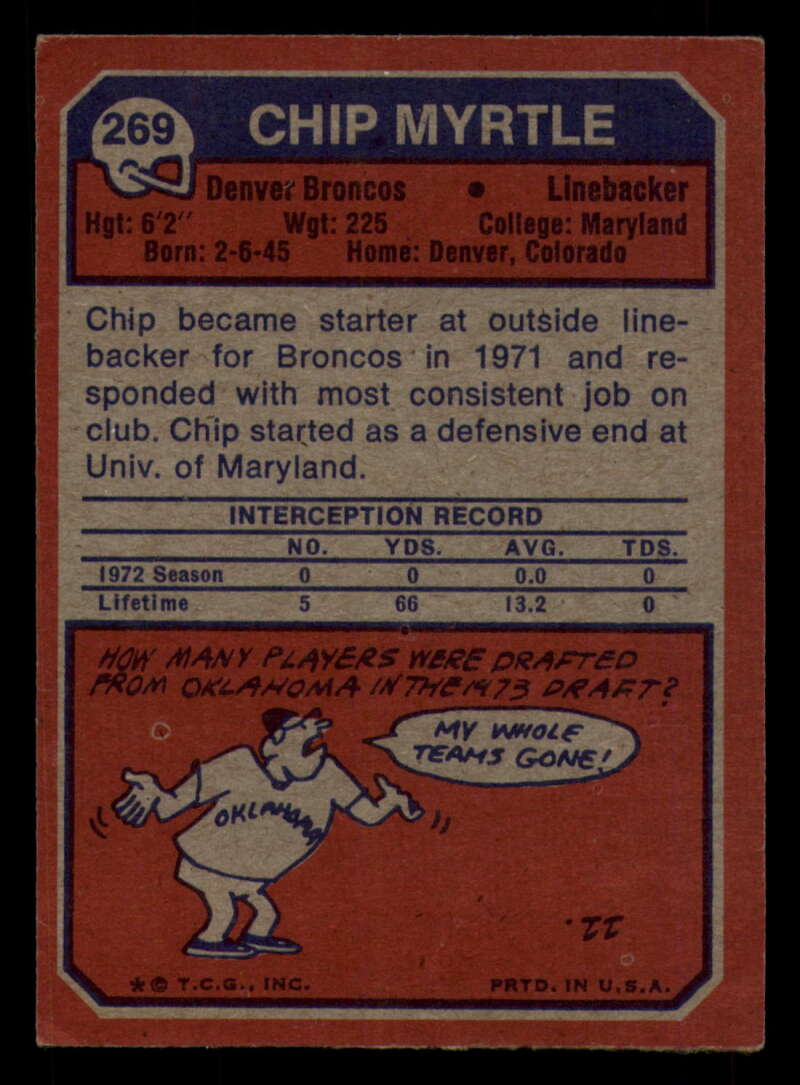 269
CHIP MYRTLE
Denver Broncos • Linebacker
Hgt: 6'2" Wgt: 225 College: Maryland
Born: 2-6-45 Home: Denver, Colorado
Chip became starter at outside line-
backer for Broncos in 1971 and re-
sponded with most consistent job on
club. Chip started as a defensive end at
Univ. of Maryland.
INTERCEPTION RECORD
NO. YDS. AVG. TDS.
1972 Season 0 0 0.0 0
Lifetime 5 66 13.2 0
HOW MANY PLAYERS WERE DRAFTED
FROM OKLAHOMA IN THE 1973 DRAFT?
MY WHOLE
TEAMS GONE!
OKLAHOMA
11.
* © T.C.G., INC. PRTD. IN U.S.A.